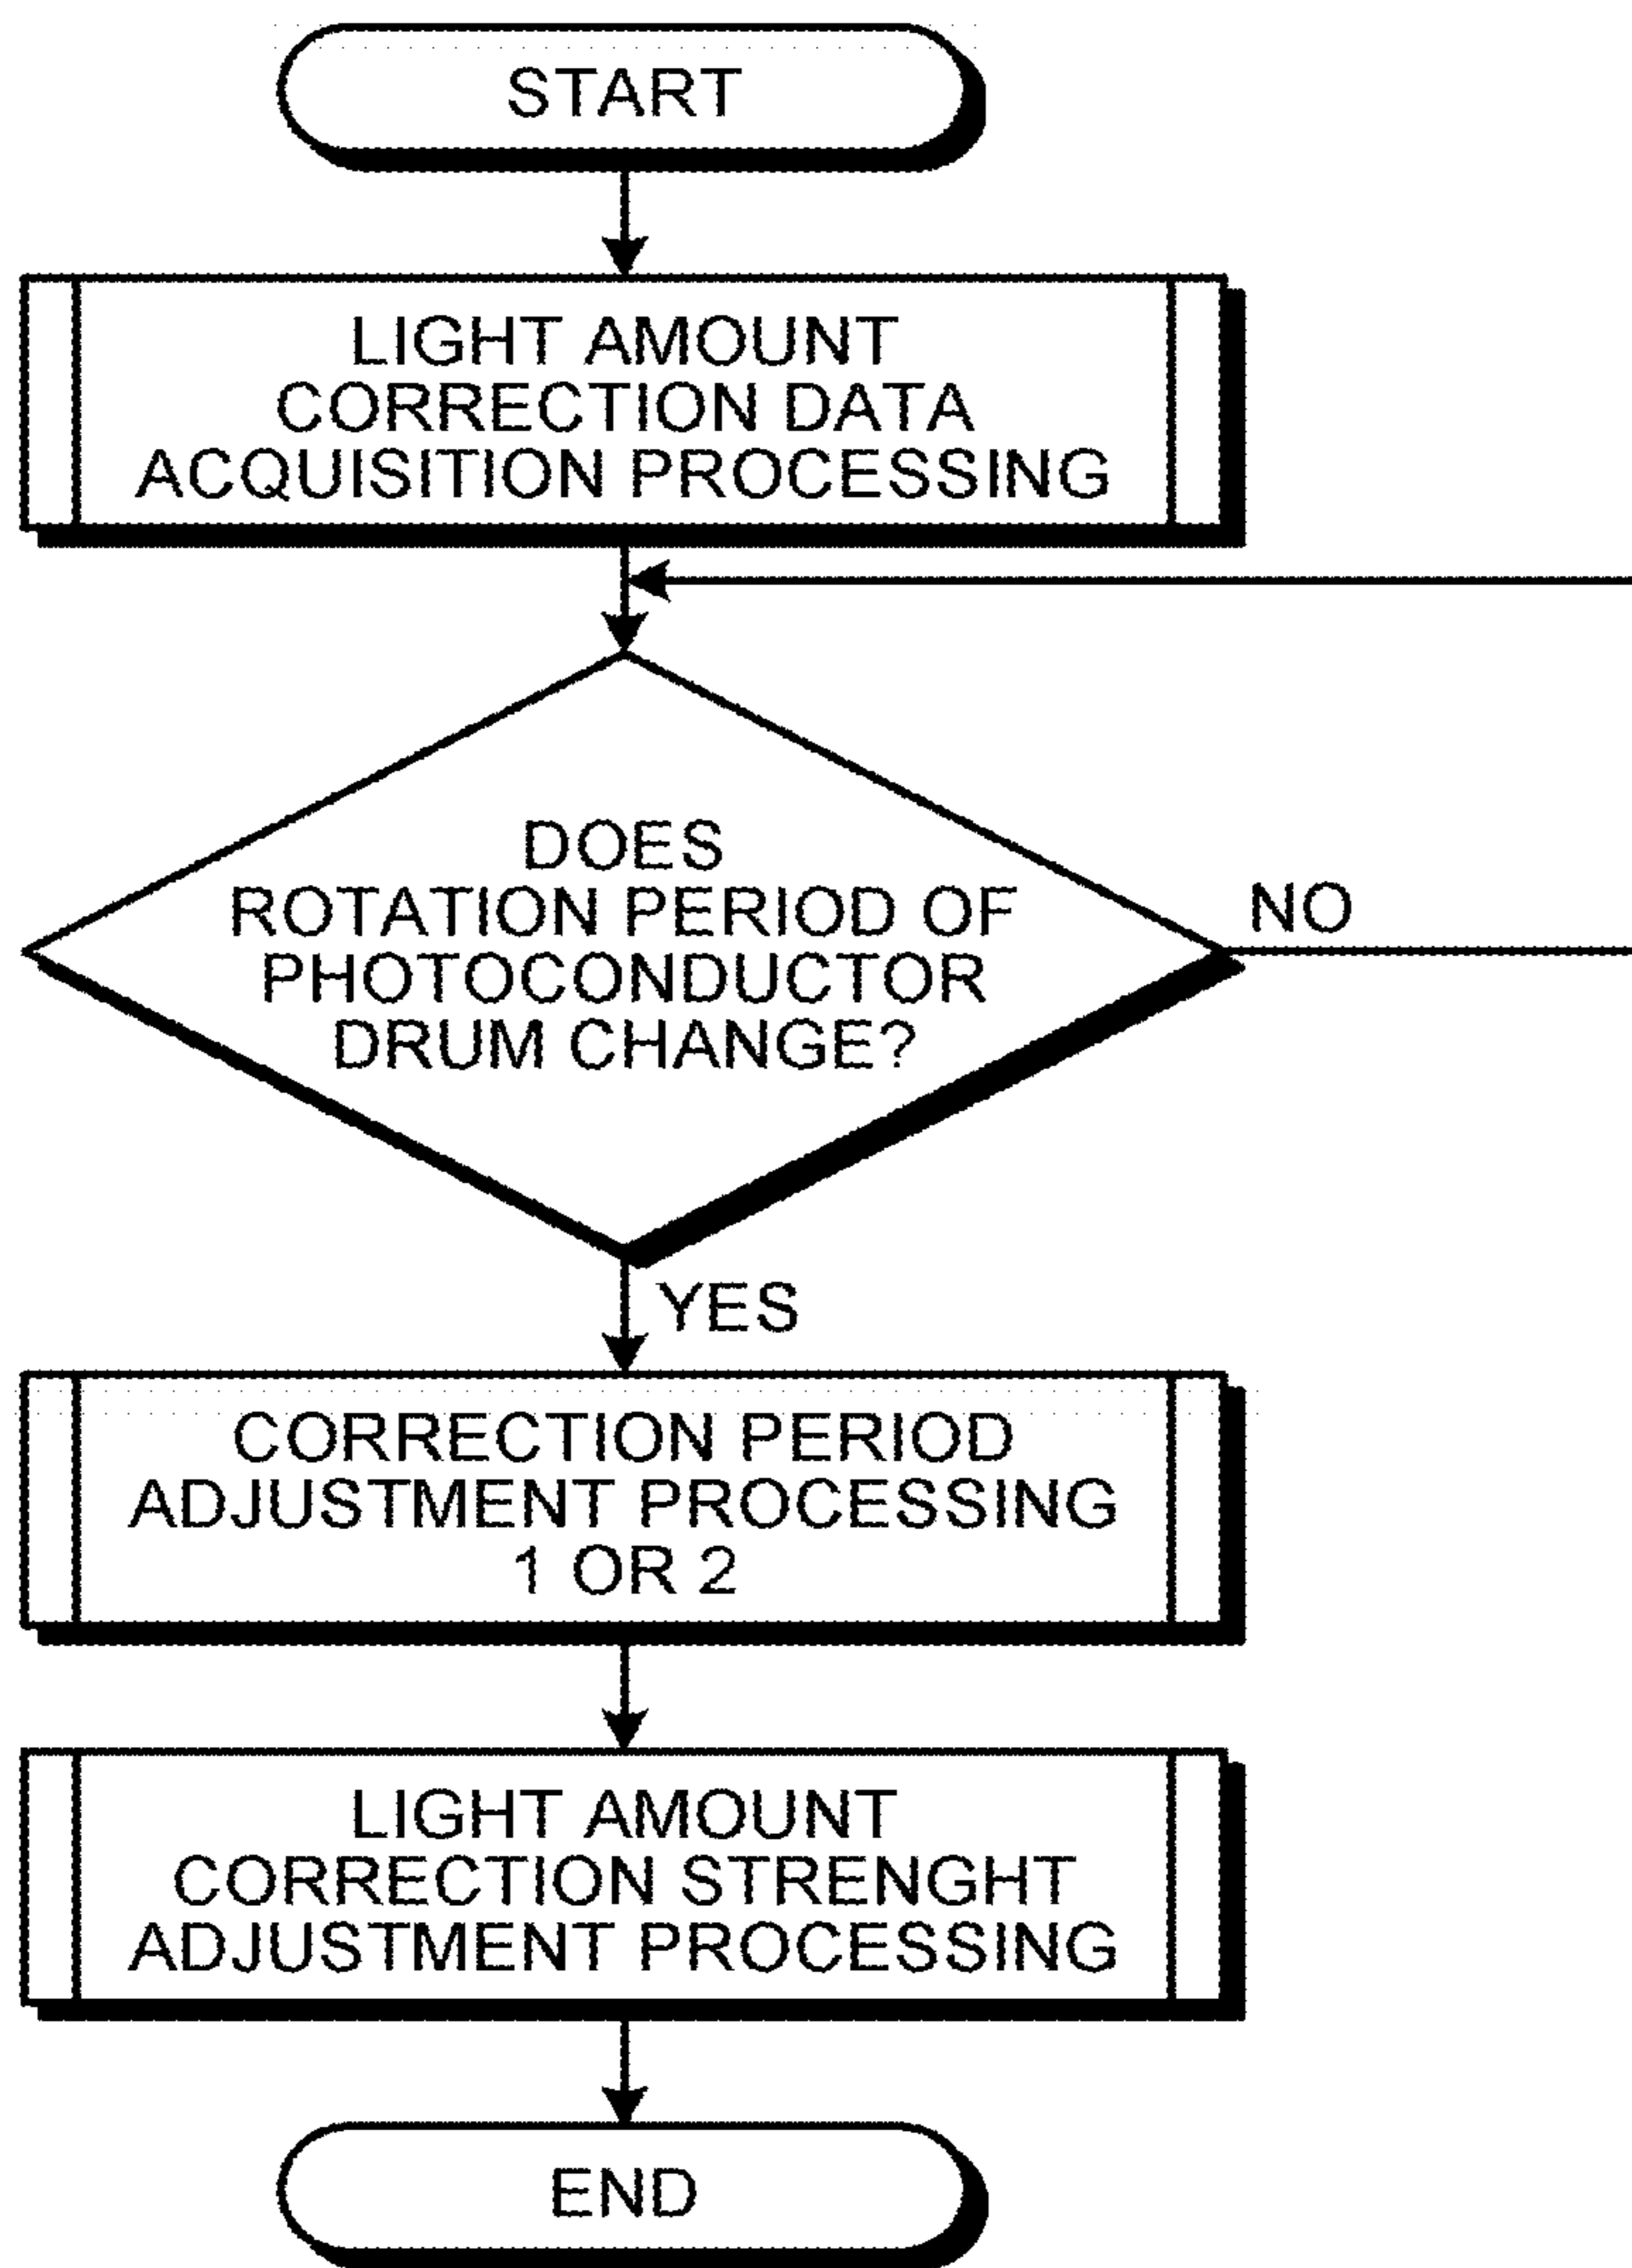 START
LIGHT AMOUNT
CORRECTION DATA
ACQUISITION PROCESSING
DOES
ROTATION PERIOD OF
PHOTOCONDUCTOR
DRUM CHANGE?
NO
YES
CORRECTION PERIOD
ADJUSTMENT PROCESSING
1 OR 2
LIGHT AMOUNT
CORRECTION STRENGHT
ADJUSTMENT PROCESSING
END